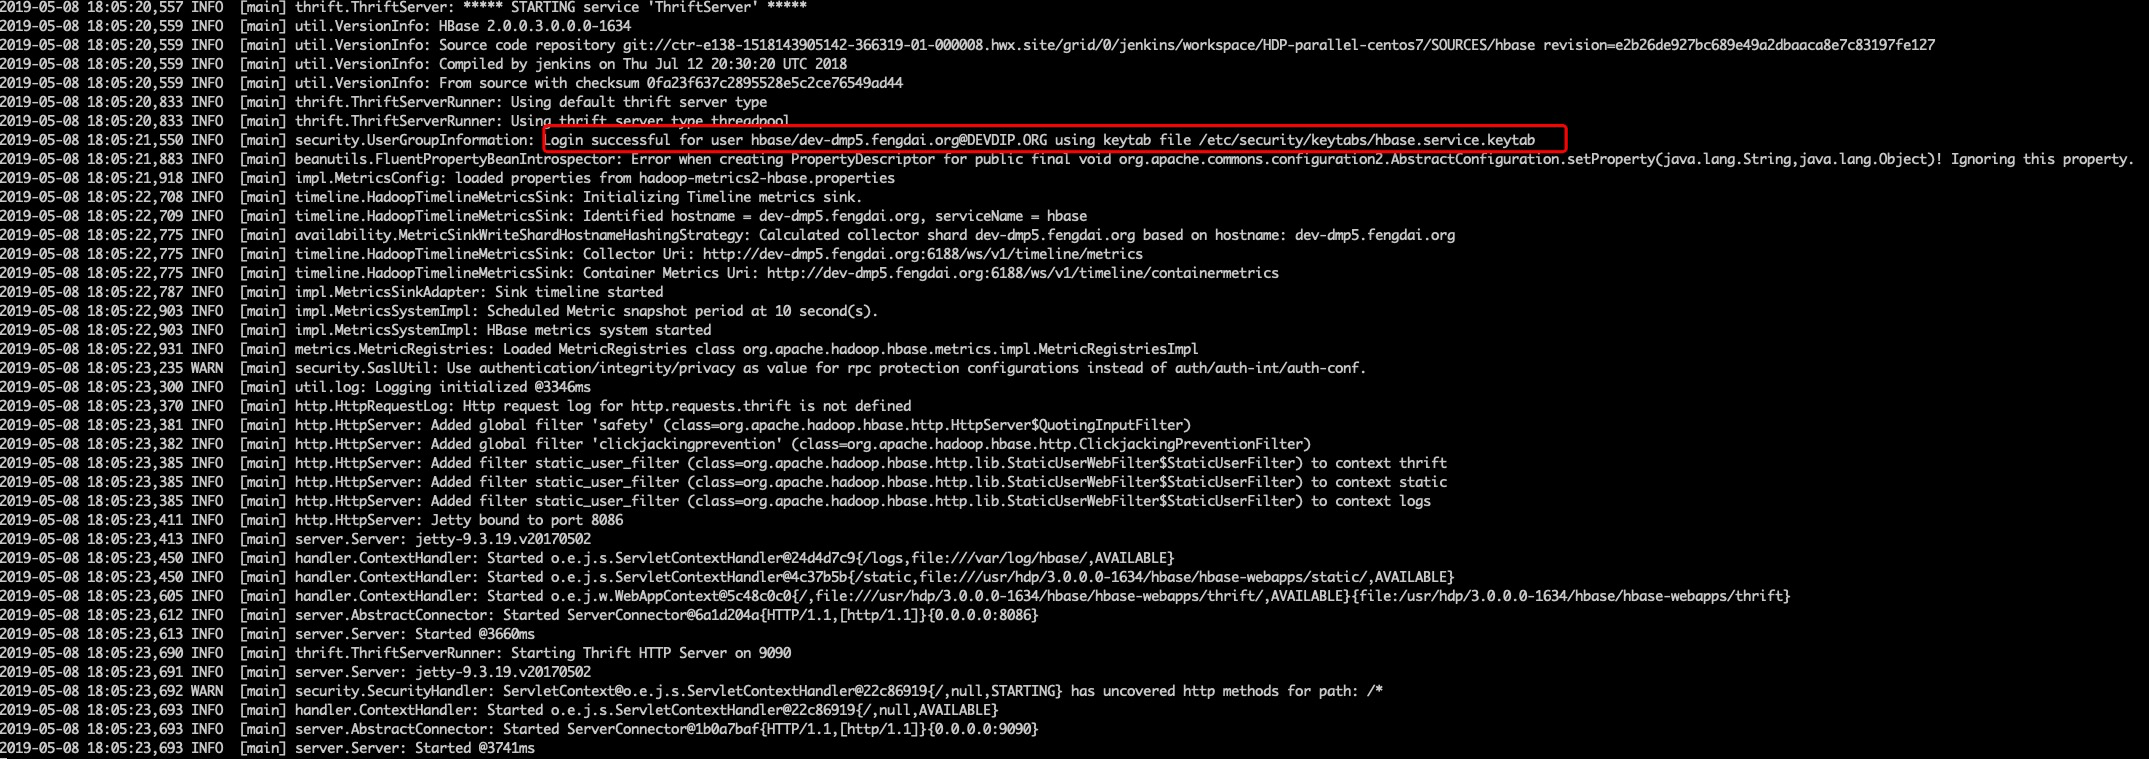 2019-05-08 18:05:20,557 INFO  [main] thrift.ThriftServer: ***** STARTING service 'ThriftServer' *****
2019-05-08 18:05:20,559 INFO  [main] util.VersionInfo: HBase 2.0.0.3.0.0.0-1634
2019-05-08 18:05:20,559 INFO  [main] util.VersionInfo: Source code repository git://ctr-e138-1518143905142-366319-01-000008.hwx.site/grid/0/jenkins/workspace/HDP-parallel-centos7/SOURCES/hbase revision=e2b26de927bc689e49a2dbaaca8e7c83197fe127
2019-05-08 18:05:20,559 INFO  [main] util.VersionInfo: Compiled by jenkins on Thu Jul 12 20:30:20 UTC 2018
2019-05-08 18:05:20,559 INFO  [main] util.VersionInfo: From source with checksum 0fa23f637c2895528e5c2ce76549ad44
2019-05-08 18:05:20,833 INFO  [main] thrift.ThriftServerRunner: Using default thrift server type
2019-05-08 18:05:20,833 INFO  [main] thrift.ThriftServerRunner: Using thrift server type threadpool
2019-05-08 18:05:21,550 INFO  [main] security.UserGroupInformation: Login successful for user hbase/dev-dmp5.fengdai.org@DEVDIP.ORG using keytab file /etc/security/keytabs/hbase.service.keytab
2019-05-08 18:05:21,883 INFO  [main] beanutils.FluentPropertyBeanIntrospector: Error when creating PropertyDescriptor for public final void org.apache.commons.configuration2.AbstractConfiguration.setProperty(java.lang.String,java.lang.Object)! Ignoring this property.
2019-05-08 18:05:21,918 INFO  [main] impl.MetricsConfig: loaded properties from hadoop-metrics2-hbase.properties
2019-05-08 18:05:22,708 INFO  [main] timeline.HadoopTimelineMetricsSink: Initializing Timeline metrics sink.
2019-05-08 18:05:22,709 INFO  [main] timeline.HadoopTimelineMetricsSink: Identified hostname = dev-dmp5.fengdai.org, serviceName = hbase
2019-05-08 18:05:22,775 INFO  [main] availability.MetricSinkWriteShardHostnameHashingStrategy: Calculated collector shard dev-dmp5.fengdai.org based on hostname: dev-dmp5.fengdai.org
2019-05-08 18:05:22,775 INFO  [main] timeline.HadoopTimelineMetricsSink: Collector Uri: http://dev-dmp5.fengdai.org:6188/ws/v1/timeline/metrics
2019-05-08 18:05:22,775 INFO  [main] timeline.HadoopTimelineMetricsSink: Container Metrics Uri: http://dev-dmp5.fengdai.org:6188/ws/v1/timeline/containermetrics
2019-05-08 18:05:22,787 INFO  [main] impl.MetricsSinkAdapter: Sink timeline started
2019-05-08 18:05:22,903 INFO  [main] impl.MetricsSystemImpl: Scheduled Metric snapshot period at 10 second(s).
2019-05-08 18:05:22,903 INFO  [main] impl.MetricsSystemImpl: HBase metrics system started
2019-05-08 18:05:22,931 INFO  [main] metrics.MetricRegistries: Loaded MetricRegistries class org.apache.hadoop.hbase.metrics.impl.MetricRegistriesImpl
2019-05-08 18:05:23,235 WARN  [main] security.SaslUtil: Use authentication/integrity/privacy as value for rpc protection configurations instead of auth/auth-int/auth-conf.
2019-05-08 18:05:23,300 INFO  [main] util.log: Logging initialized @3346ms
2019-05-08 18:05:23,370 INFO  [main] http.HttpRequestLog: Http request log for http.requests.thrift is not defined
2019-05-08 18:05:23,381 INFO  [main] http.HttpServer: Added global filter 'safety' (class=org.apache.hadoop.hbase.http.HttpServer$QuotingInputFilter)
2019-05-08 18:05:23,382 INFO  [main] http.HttpServer: Added global filter 'clickjackingprevention' (class=org.apache.hadoop.hbase.http.ClickjackingPreventionFilter)
2019-05-08 18:05:23,385 INFO  [main] http.HttpServer: Added filter static_user_filter (class=org.apache.hadoop.hbase.http.lib.StaticUserWebFilter$StaticUserFilter) to context thrift
2019-05-08 18:05:23,385 INFO  [main] http.HttpServer: Added filter static_user_filter (class=org.apache.hadoop.hbase.http.lib.StaticUserWebFilter$StaticUserFilter) to context static
2019-05-08 18:05:23,385 INFO  [main] http.HttpServer: Added filter static_user_filter (class=org.apache.hadoop.hbase.http.lib.StaticUserWebFilter$StaticUserFilter) to context logs
2019-05-08 18:05:23,411 INFO  [main] http.HttpServer: Jetty bound to port 8086
2019-05-08 18:05:23,413 INFO  [main] server.Server: jetty-9.3.19.v20170502
2019-05-08 18:05:23,450 INFO  [main] handler.ContextHandler: Started o.e.j.s.ServletContextHandler@24d4d7c9{/logs,file:///var/log/hbase/,AVAILABLE}
2019-05-08 18:05:23,450 INFO  [main] handler.ContextHandler: Started o.e.j.s.ServletContextHandler@4c37b5b{/static,file:///usr/hdp/3.0.0.0-1634/hbase/hbase-webapps/static/,AVAILABLE}
2019-05-08 18:05:23,605 INFO  [main] handler.ContextHandler: Started o.e.j.w.WebAppContext@5c48c0c0{/,file:///usr/hdp/3.0.0.0-1634/hbase/hbase-webapps/thrift/,AVAILABLE}{file:/usr/hdp/3.0.0.0-1634/hbase/hbase-webapps/thrift}
2019-05-08 18:05:23,612 INFO  [main] server.AbstractConnector: Started ServerConnector@6a1d204a{HTTP/1.1,[http/1.1]}{0.0.0.0:8086}
2019-05-08 18:05:23,613 INFO  [main] server.Server: Started @3660ms
2019-05-08 18:05:23,690 INFO  [main] thrift.ThriftServerRunner: Starting Thrift HTTP Server on 9090
2019-05-08 18:05:23,691 INFO  [main] server.Server: jetty-9.3.19.v20170502
2019-05-08 18:05:23,692 WARN  [main] security.SecurityHandler: ServletContext@o.e.j.s.ServletContextHandler@22c86919{/,null,STARTING} has uncovered http methods for path: /*
2019-05-08 18:05:23,693 INFO  [main] handler.ContextHandler: Started o.e.j.s.ServletContextHandler@22c86919{/,null,AVAILABLE}
2019-05-08 18:05:23,693 INFO  [main] server.AbstractConnector: Started ServerConnector@1b0a7baf{HTTP/1.1,[http/1.1]}{0.0.0.0:9090}
2019-05-08 18:05:23,693 INFO  [main] server.Server: Started @3741ms